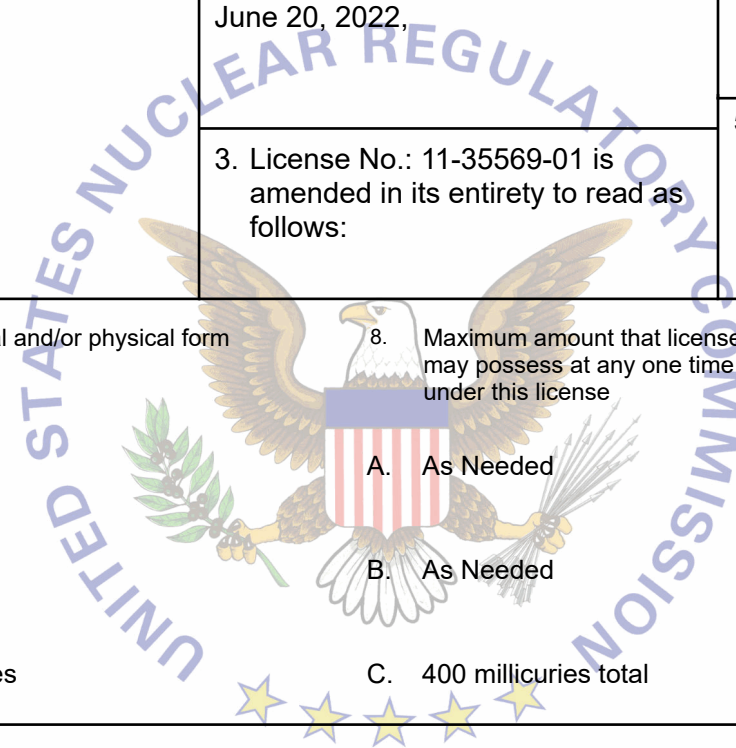 June 20, 2022,
3. License No.: 11-35569-01 is
amended in its entirety to read as
follows:
and/or physical form
8. Maximum amount that license
may possess at any one time
under this license
A. As Needed
B. As Needed
C. 400 millicuries total
UNITED STATES NUCLEAR REGULATORY COMMISSION